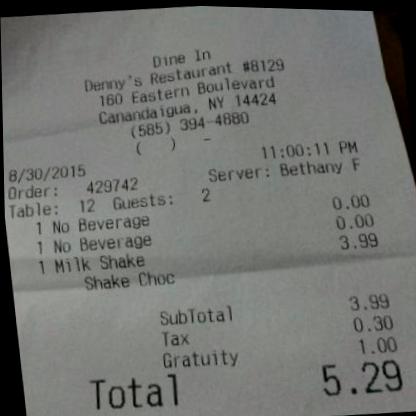 Dine In
Denny's Restaurant #8129
160 Eastern Boulevard
Canandaigua, NY 14424
(585) 394-4880
( ) -
8/30/2015 11:00:11 PM
Order: 429742 Server: Bethany F
Table: 12 Guests: 2
1 No Beverage 0.00
1 No Beverage 0.00
1 Milk Shake 3.99
Shake Choc
SubTotal 3.99
Tax 0.30
Gratuity 1.00
Total 5.29